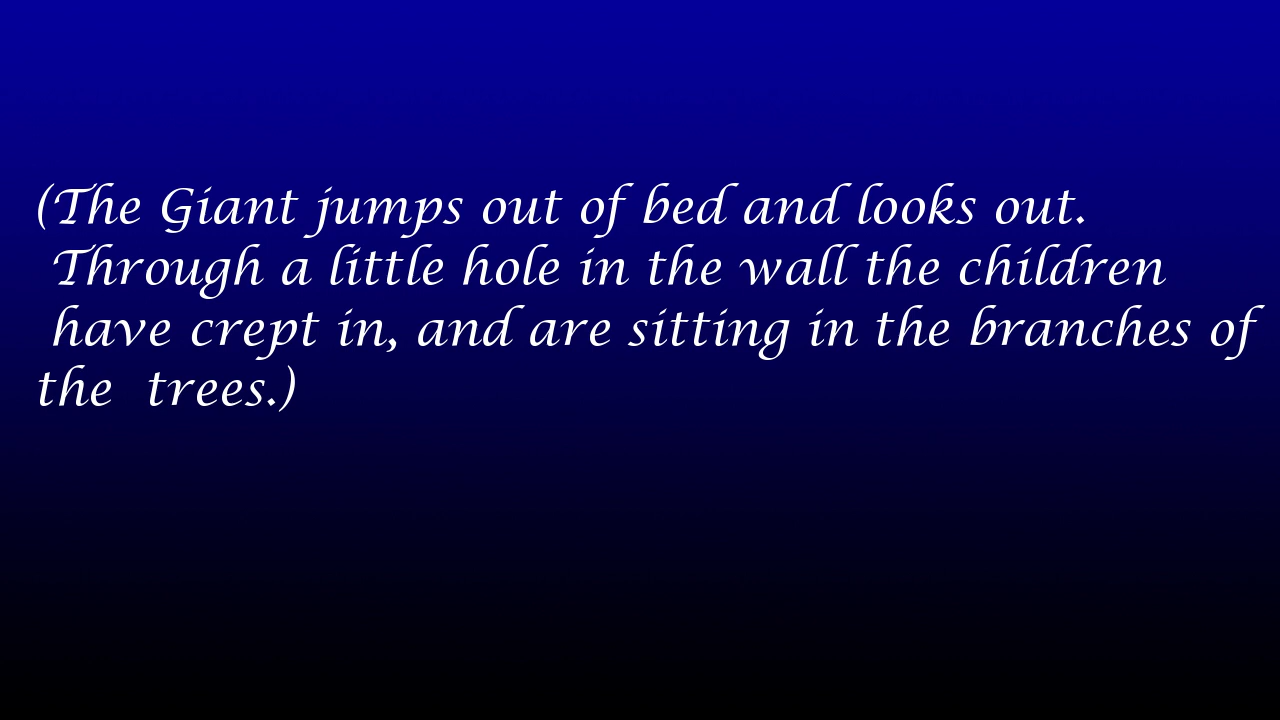 (The Giant jumps out of bed and looks out.
Through a little hole in the wall the children
have crept in, and are sitting in the branches of
the  trees.)